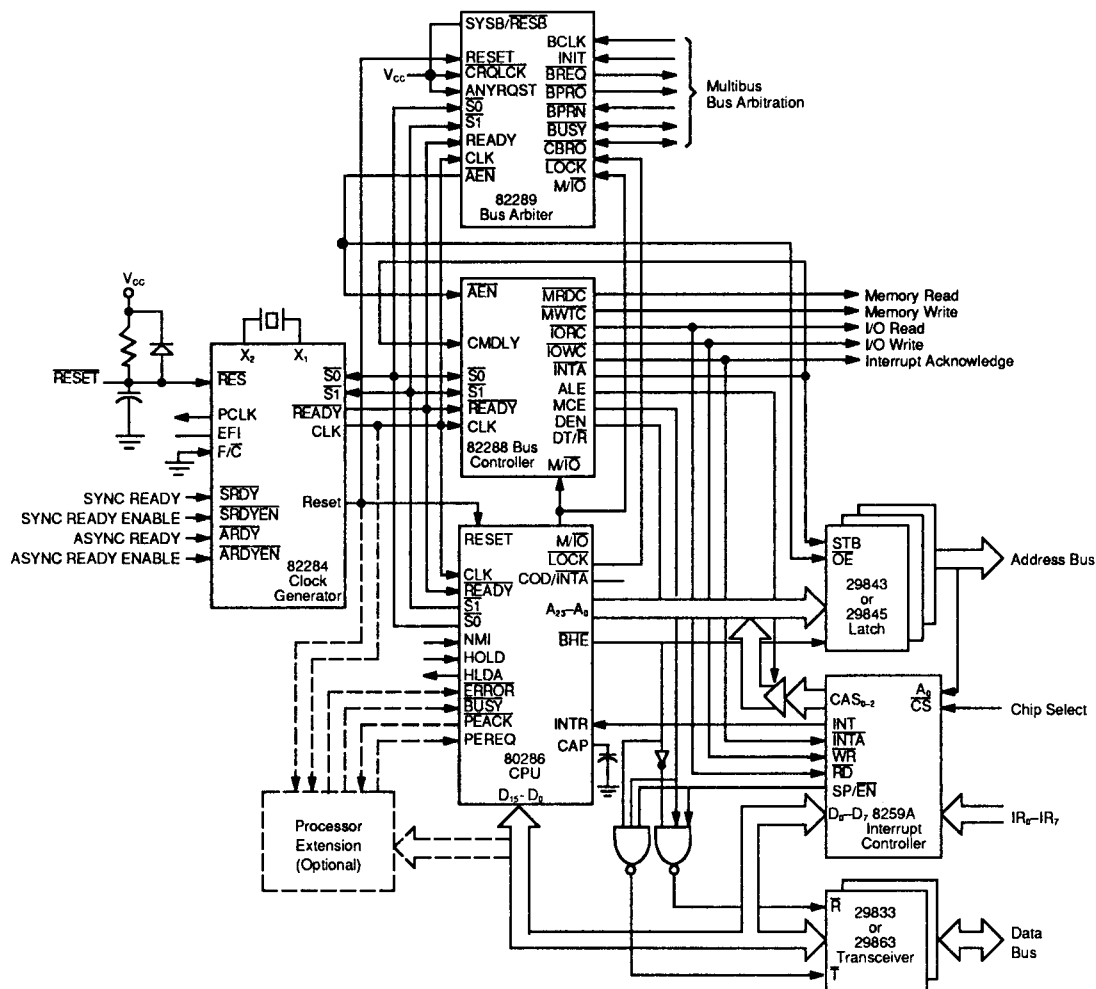 SYSB/RESB
RESET
CRQLCK
ANYRQST
S0
S1
READY
CLK
AEN
BCLK
INIT
BREQ
BPRO
BPRN
BUSY
CBRO
LOCK
M/IO
82289
Bus Arbiter
Vcc
Multibus
Bus Arbitration
AEN
CMDLY
S0
S1
READY
CLK
MRDC
MWTC
IORC
IOWC
INTA
ALE
MCE
DEN
DT/R
82288 Bus
Controller
M/IO
Memory Read
Memory Write
I/O Read
I/O Write
Interrupt Acknowledge
Vcc
RESET
X2
X1
RES
PCLK
EFI
F/C
SRDY
SRDYEN
ARDY
ARDYEN
S0
S1
READY
CLK
Reset
82284
Clock
Generator
SYNC READY
SYNC READY ENABLE
ASYNC READY
ASYNC READY ENABLE
RESET
CLK
READY
S1
S0
NMI
HOLD
HLDA
ERROR
BUSY
PEACK
PEREQ
M/IO
LOCK
COD/INTA
A23–A0
BHE
INTR
CAP
80286
CPU
D15-D0
STB
OE
29843
or
29845
Latch
Address Bus
CAS0-2
A0
CS
INT
INTA
WR
RD
SP/EN
D0–D7 8259A
Interrupt
Controller
Chip Select
IR0–IR7
Processor
Extension
(Optional)
R
29833
or
29863
Transceiver
T
Data
Bus